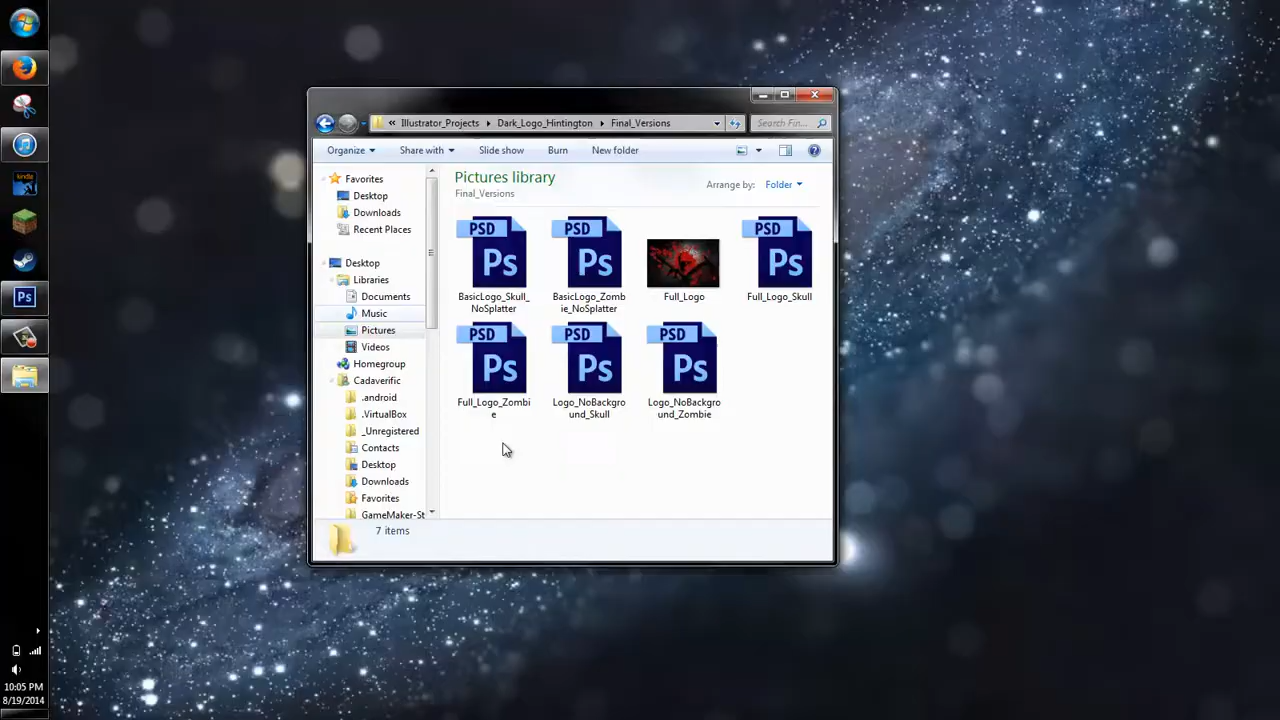 « Illustrator_Projects Dark_Logo_Hintington Final_Versions
Search Fin...
Organize Share with Slide show Burn New folder
Favorites
Desktop
Downloads
Recent Places
Desktop
Libraries
Documents
Music
Pictures
Videos
Homegroup
Cadaverific
.android
.VirtualBox
_Unregistered
Contacts
Desktop
Downloads
Favorites
GameMaker-St
Pictures library
Final_Versions
Arrange by: Folder
PSD
Ps
BasicLogo_Skull_
NoSplatter
PSD
Ps
BasicLogo_Zomb
ie_NoSplatter
Full_Logo
PSD
Ps
Full_Logo_Skull
PSD
Ps
Full_Logo_Zombi
e
PSD
Ps
Logo_NoBackgro
und_Skull
PSD
Ps
Logo_NoBackgro
und_Zombie
7 items
kindle
Ps
10:05 PM
8/19/2014